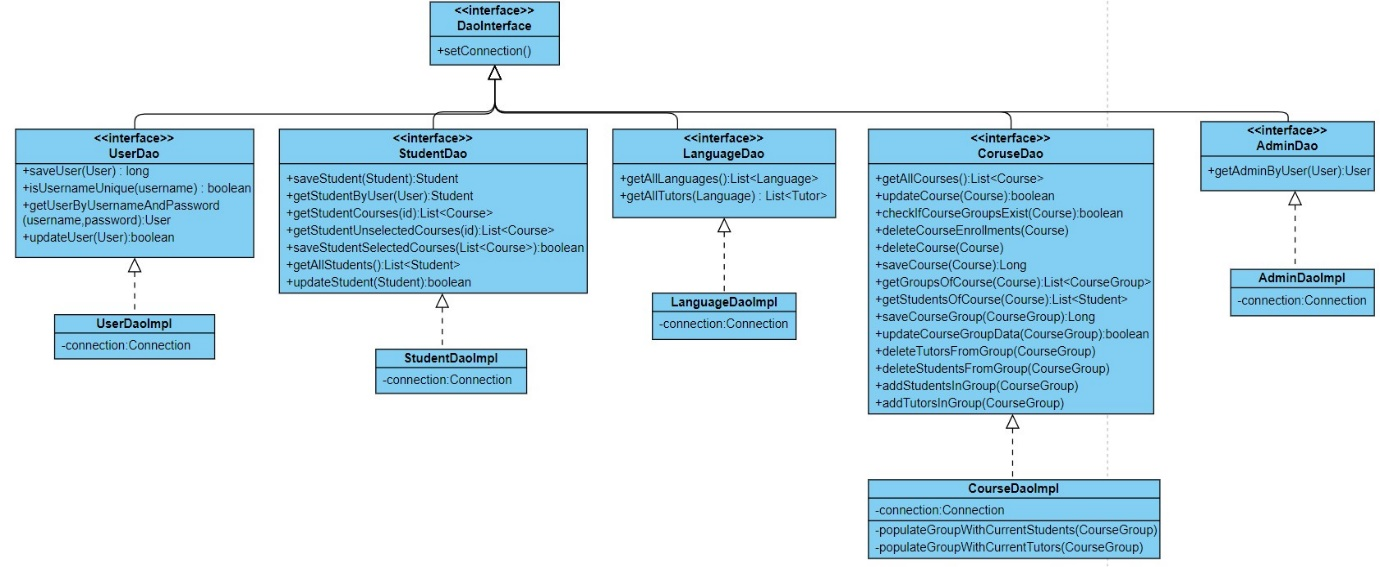 <<interface>>
DaoInterface
+setConnection()
<<interface>>
UserDao
+saveUser(User) : long
+isUsernameUnique(username) : boolean
+getUserByUsernameAndPassword
(username,password):User
+updateUser(User):boolean
UserDaoImpl
-connection:Connection
<<interface>>
StudentDao
+saveStudent(Student):Student
+getStudentByUser(User):Student
+getStudentCourses(id):List<Course>
+getStudentUnselectedCourses(id):List<Course>
+saveStudentSelectedCourses(List<Course>):boolean
+getAllStudents():List<Student>
+updateStudent(Student):boolean
StudentDaoImpl
-connection:Connection
<<interface>>
LanguageDao
+getAllLanguages():List<Language>
+getAllTutors(Language) : List<Tutor>
LanguageDaoImpl
-connection:Connection
<<interface>>
CoruseDao
+getAllCourses():List<Course>
+updateCourse(Course):boolean
+checkIfCourseGroupsExist(Course):boolean
+deleteCourseEnrollments(Course)
+deleteCourse(Course)
+saveCourse(Course):Long
+getGroupsOfCourse(Course):List<CourseGroup>
+getStudentsOfCourse(Course):List<Student>
+saveCourseGroup(CourseGroup):Long
+updateCourseGroupData(CourseGroup):boolean
+deleteTutorsFromGroup(CourseGroup)
+deleteStudentsFromGroup(CourseGroup)
+addStudentsInGroup(CourseGroup)
+addTutorsInGroup(CourseGroup)
CourseDaoImpl
-connection:Connection
-populateGroupWithCurrentStudents(CourseGroup)
-populateGroupWithCurrentTutors(CourseGroup)
<<interface>>
AdminDao
+getAdminByUser(User):User
AdminDaoImpl
-connection:Connection